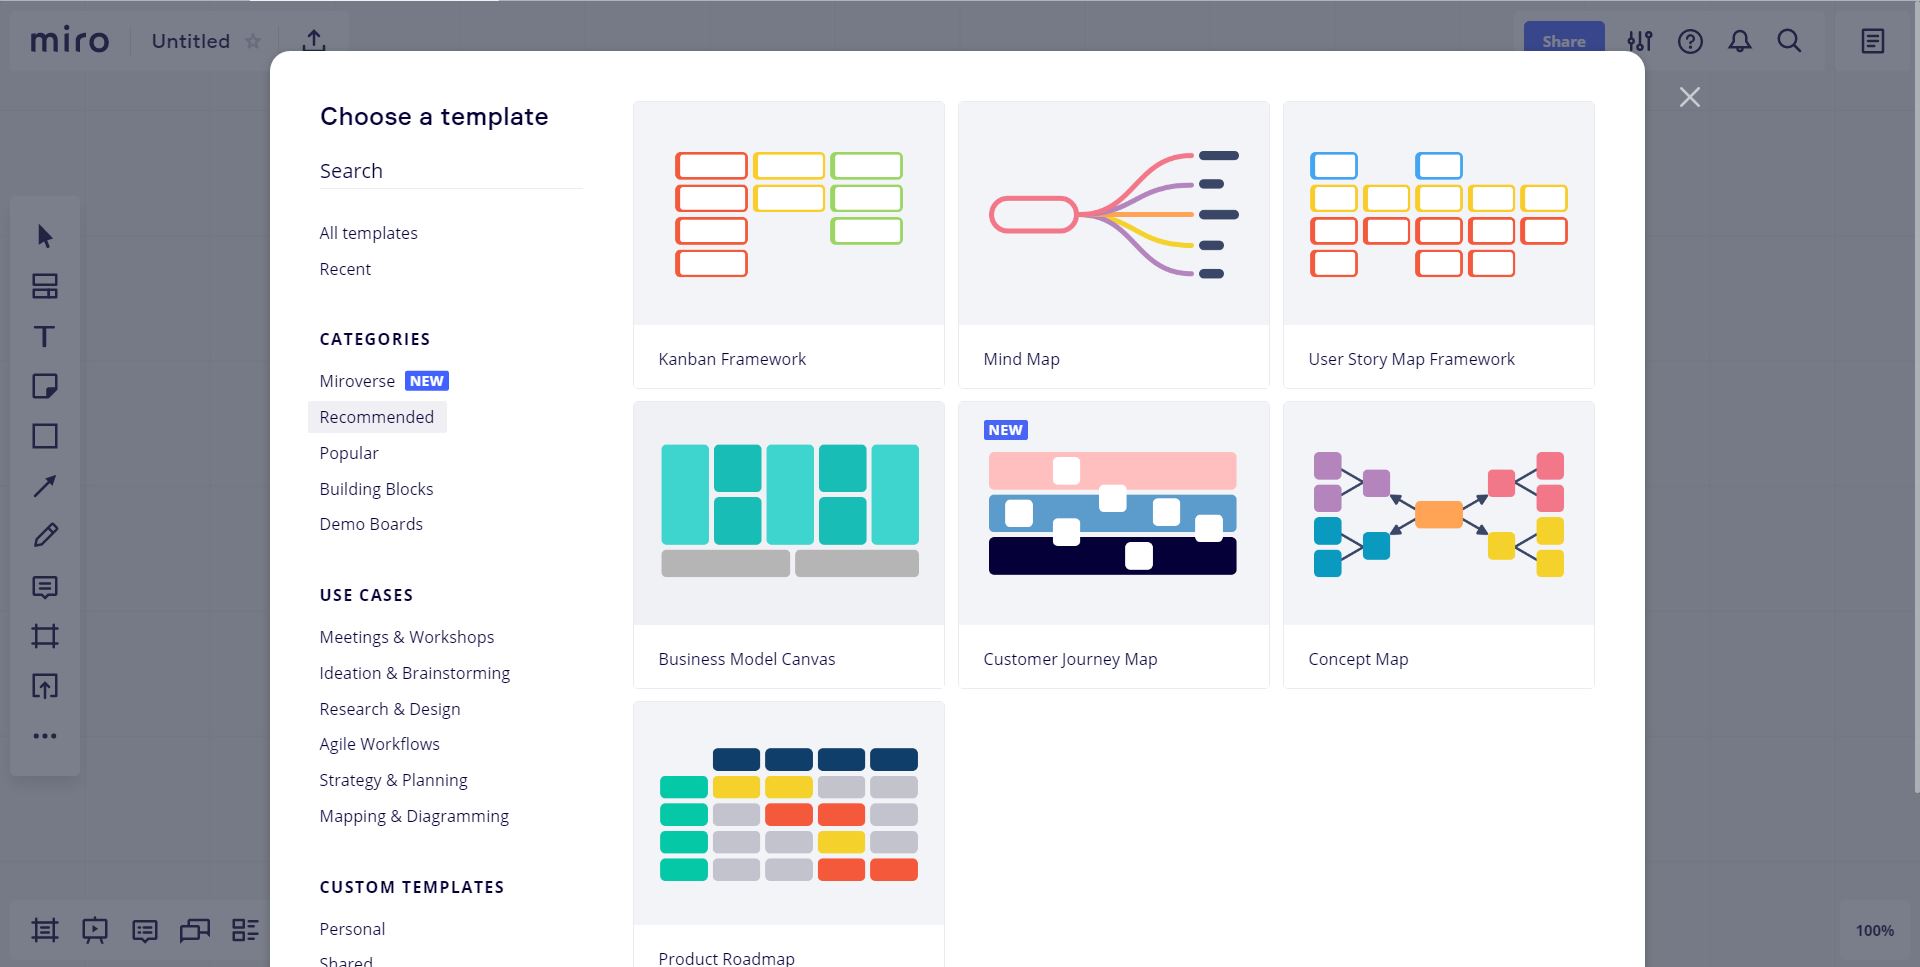 miro
Untitled
Share
Choose a template
Search
All templates
Recent
CATEGORIES
Miroverse NEW
Recommended
Popular
Building Blocks
Demo Boards
USE CASES
Meetings & Workshops
Ideation & Brainstorming
Research & Design
Agile Workflows
Strategy & Planning
Mapping & Diagramming
CUSTOM TEMPLATES
Personal
Shared
Kanban Framework
Mind Map
User Story Map Framework
Business Model Canvas
NEW
Customer Journey Map
Concept Map
Product Roadmap
T
100%